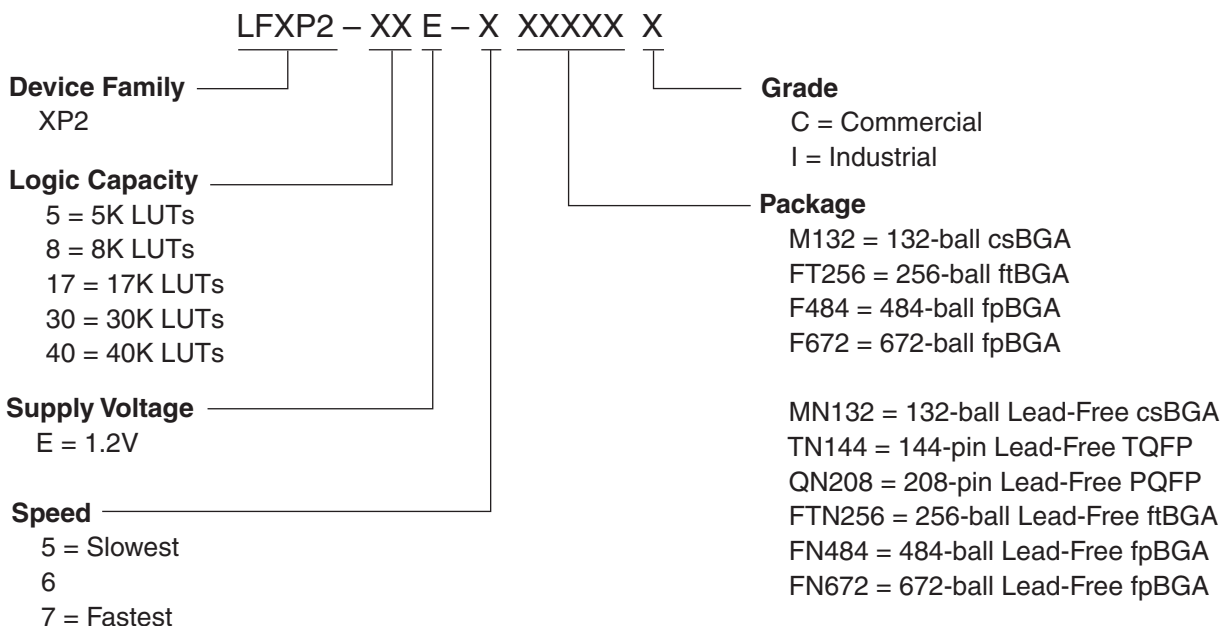 LFXP2 – XX E – X XXXXX X
Device Family
XP2
Logic Capacity
5 = 5K LUTs
8 = 8K LUTs
17 = 17K LUTs
30 = 30K LUTs
40 = 40K LUTs
Supply Voltage
E = 1.2V
Speed
5 = Slowest
6
7 = Fastest
Grade
C = Commercial
I = Industrial
Package
M132 = 132-ball csBGA
FT256 = 256-ball ftBGA
F484 = 484-ball fpBGA
F672 = 672-ball fpBGA
MN132 = 132-ball Lead-Free csBGA
TN144 = 144-pin Lead-Free TQFP
QN208 = 208-pin Lead-Free PQFP
FTN256 = 256-ball Lead-Free ftBGA
FN484 = 484-ball Lead-Free fpBGA
FN672 = 672-ball Lead-Free fpBGA